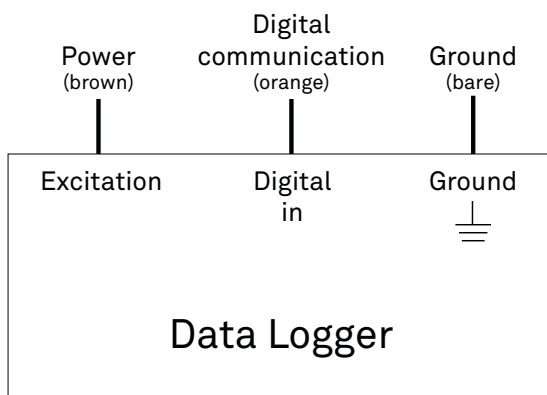 Power
(brown)
Digital
communication
(orange)
Ground
(bare)
Excitation
Digital
in
Ground
Data Logger